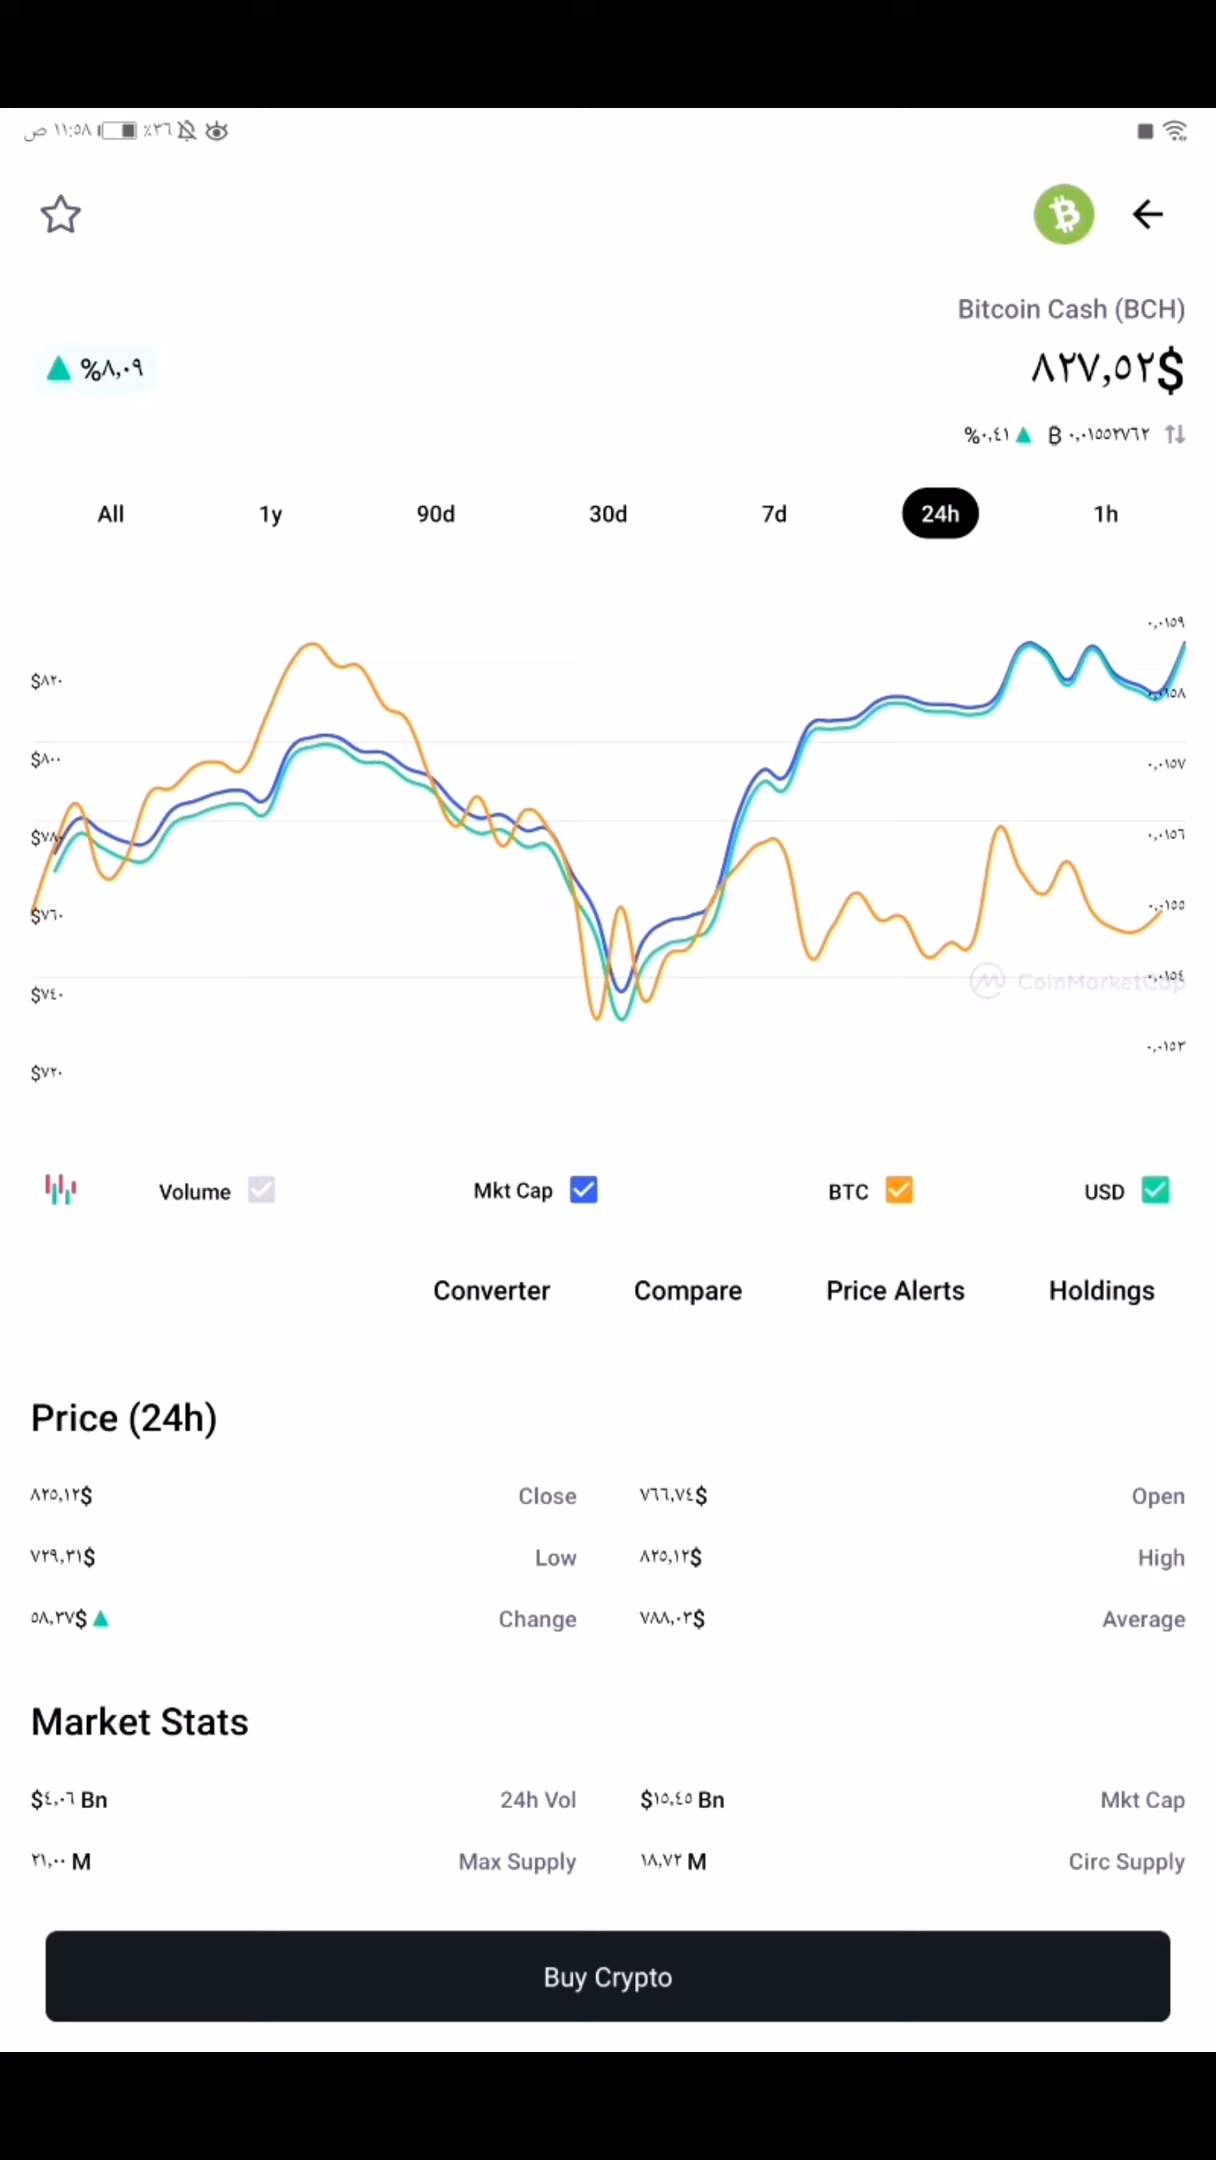 ١١:٥٨ ص ٪٣٦
Bitcoin Cash (BCH)
٨٢٧,٥٢$
%٨,٠٩
%٠,٤١ ₿ ٠,٠١٥٥٢٧٦٢
All 1y 90d 30d 7d 24h 1h
٠,٠١٥٩
$٨٢٠
٠,٠١٥٨
$٨٠٠
٠,٠١٥٧
$٧٨٠
٠,٠١٥٦
$٧٦٠
٠,٠١٥٥
٠,٠١٥٤
CoinMarketCap
$٧٤٠
٠,٠١٥٣
$٧٢٠
Volume Mkt Cap BTC USD
Converter Compare Price Alerts Holdings
Price (24h)
٨٢٥,١٢$ Close ٧٦٦,٧٤$ Open
٧٢٩,٣١$ Low ٨٢٥,١٢$ High
٥٨,٣٧$ Change ٧٨٨,٠٣$ Average
Market Stats
$٤,٠٦ Bn 24h Vol $١٥,٤٥ Bn Mkt Cap
٢١,٠٠ M Max Supply ١٨,٧٢ M Circ Supply
Buy Crypto